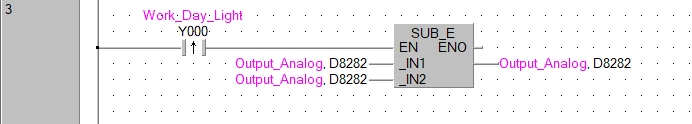 3
Work_Day_Light
Y000
SUB_E
EN ENO
Output_Analog, D8282 _IN1 Output_Analog, D8282
Output_Analog, D8282 _IN2